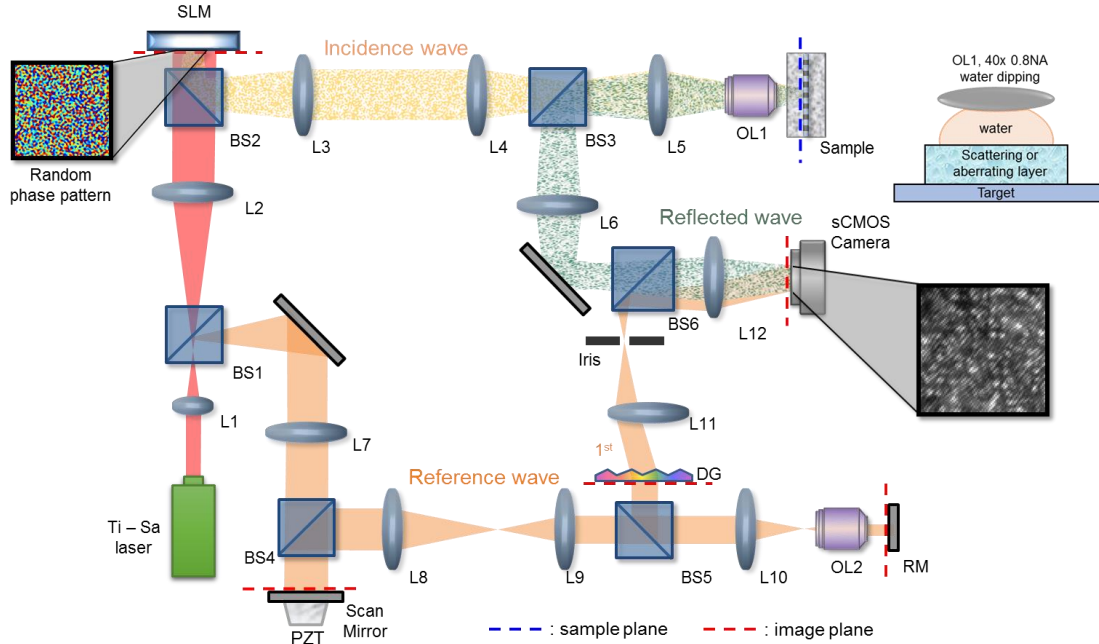 SLM
Incidence wave
OL1, 40x 0.8NA
water dipping
water
Scattering or
aberrating layer
Target
BS2
L3
L4
BS3
L5
OL1
Sample
Random
phase pattern
L2
L6
Reflected wave
sCMOS
Camera
BS6
L12
Iris
BS1
L1
L7
L11
1st
DG
Reference wave
Ti – Sa
laser
BS4
L8
L9
BS5
L10
OL2
RM
Scan
Mirror
PZT
: sample plane
: image plane